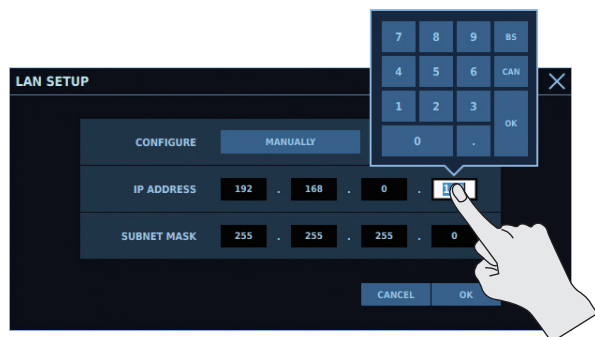 7 8 9 BS
4 5 6 CAN
1 2 3
OK
0 .
LAN SETUP
CONFIGURE MANUALLY
IP ADDRESS 192 . 168 . 0 .
SUBNET MASK 255 . 255 . 255 . 0
CANCEL OK